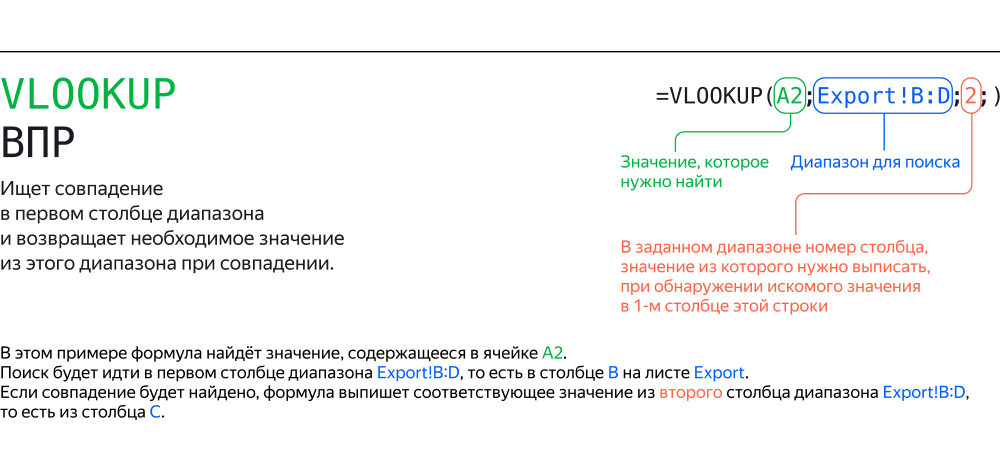 VLOOKUP
ВПР
Ищет совпадение
в первом столбце диапазона
и возвращает необходимое значение
из этого диапазона при совпадении.
=VLOOKUP(A2;Export!B:D;2;)
Значение, которое
нужно найти
Диапазон для поиска
В заданном диапазоне номер столбца,
значение из которого нужно выписать,
при обнаружении искомого значения
в 1-м столбце этой строки
В этом примере формула найдёт значение, содержащееся в ячейке A2.
Поиск будет идти в первом столбце диапазона Export!B:D, то есть в столбце B на листе Export.
Если совпадение будет найдено, формула выпишет соответствующее значение из второго столбца диапазона Export!B:D,
то есть из столбца C.